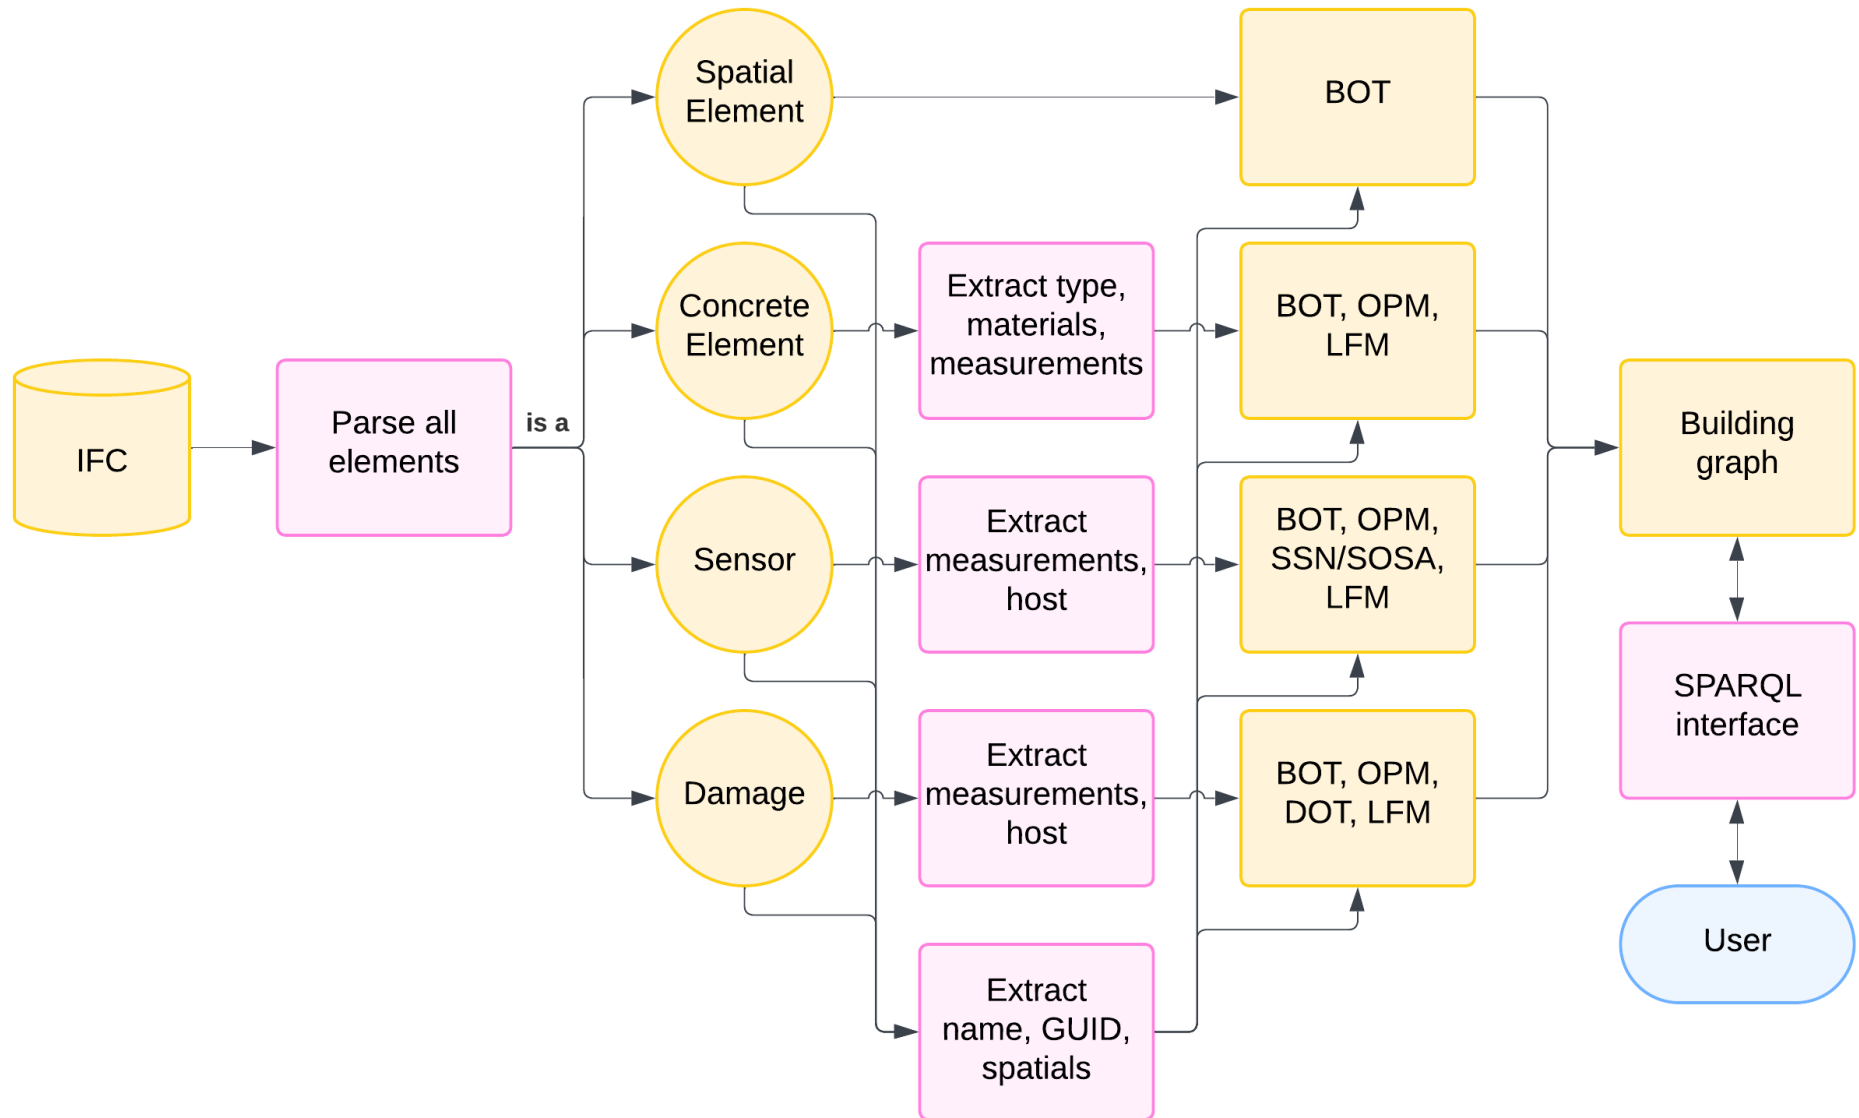 IFC
Parse all
elements
is a
Spatial
Element
Concrete
Element
Sensor
Damage
Extract type,
materials,
measurements
Extract
measurements,
host
Extract
measurements,
host
Extract
name, GUID,
spatials
BOT
BOT, OPM,
LFM
BOT, OPM,
SSN/SOSA,
LFM
BOT, OPM,
DOT, LFM
Building
graph
SPARQL
interface
User